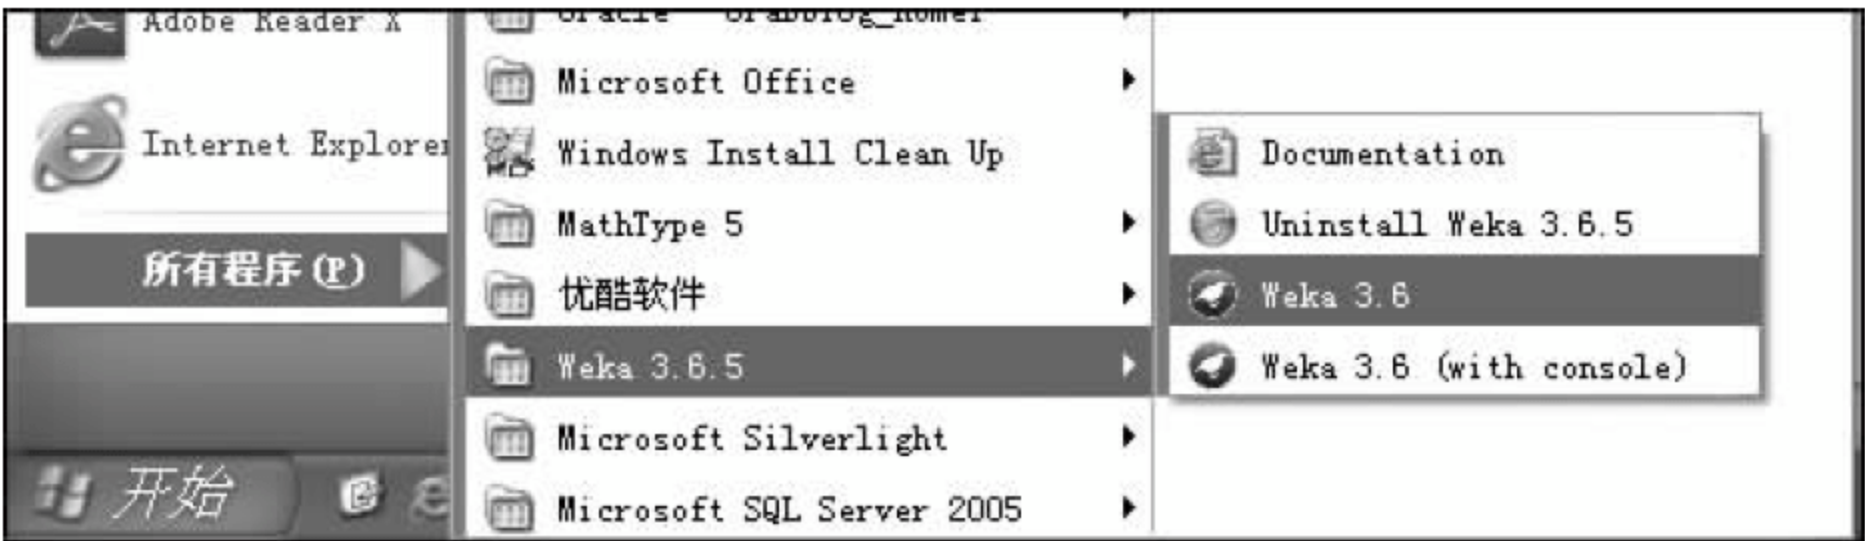 Adobe Reader X
Internet Explorer
所有程序(P)
开始
Microsoft Office
Windows Install Clean Up
MathType 5
优酷软件
Weka 3.6.5
Microsoft Silverlight
Microsoft SQL Server 2005
Documentation
Uninstall Weka 3.6.5
Weka 3.6
Weka 3.6 (with console)